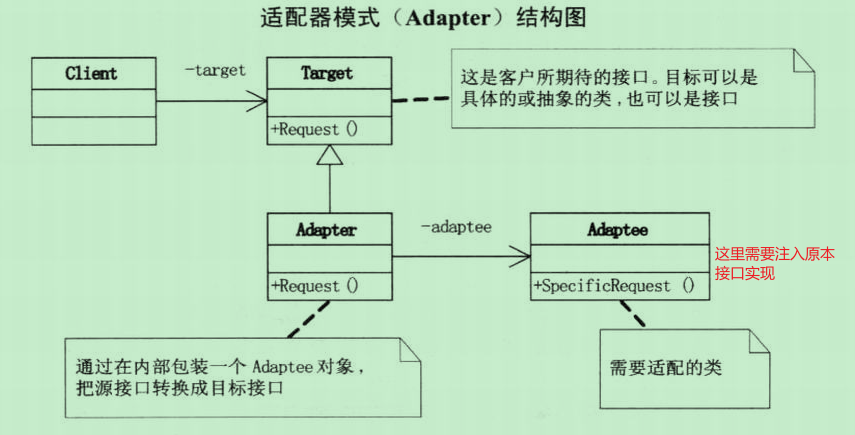 适配器模式（Adapter）结构图
Client
-target
Target
+Request()
这是客户所期待的接口。目标可以是
具体的或抽象的类,也可以是接口
Adapter
+Request()
-adaptee
Adaptee
+SpecificRequest ()
这里需要注入原本
接口实现
通过在内部包装一个 Adaptee 对象,
把源接口转换成目标接口
需要适配的类